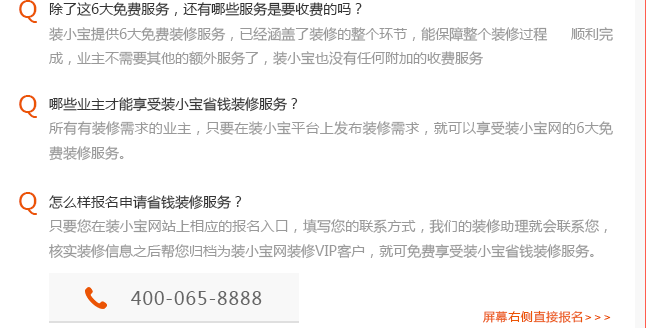 Q 除了这6大免费服务，还有哪些服务是要收费的吗？
装小宝提供6大免费装修服务，已经涵盖了装修的整个环节，能保障整个装修过程 顺利完
成，业主不需要其他的额外服务了，装小宝也没有任何附加的收费服务
Q 哪些业主才能享受装小宝省钱装修服务？
所有有装修需求的业主，只要在装小宝平台上发布装修需求，就可以享受装小宝网的6大免
费装修服务。
Q 怎么样报名申请省钱装修服务？
只要您在装小宝网站上相应的报名入口，填写您的联系方式，我们的装修助理就会联系您，
核实装修信息之后帮您归档为装小宝网装修VIP客户，就可免费享受装小宝省钱装修服务。
400-065-8888
屏幕右侧直接报名>>>